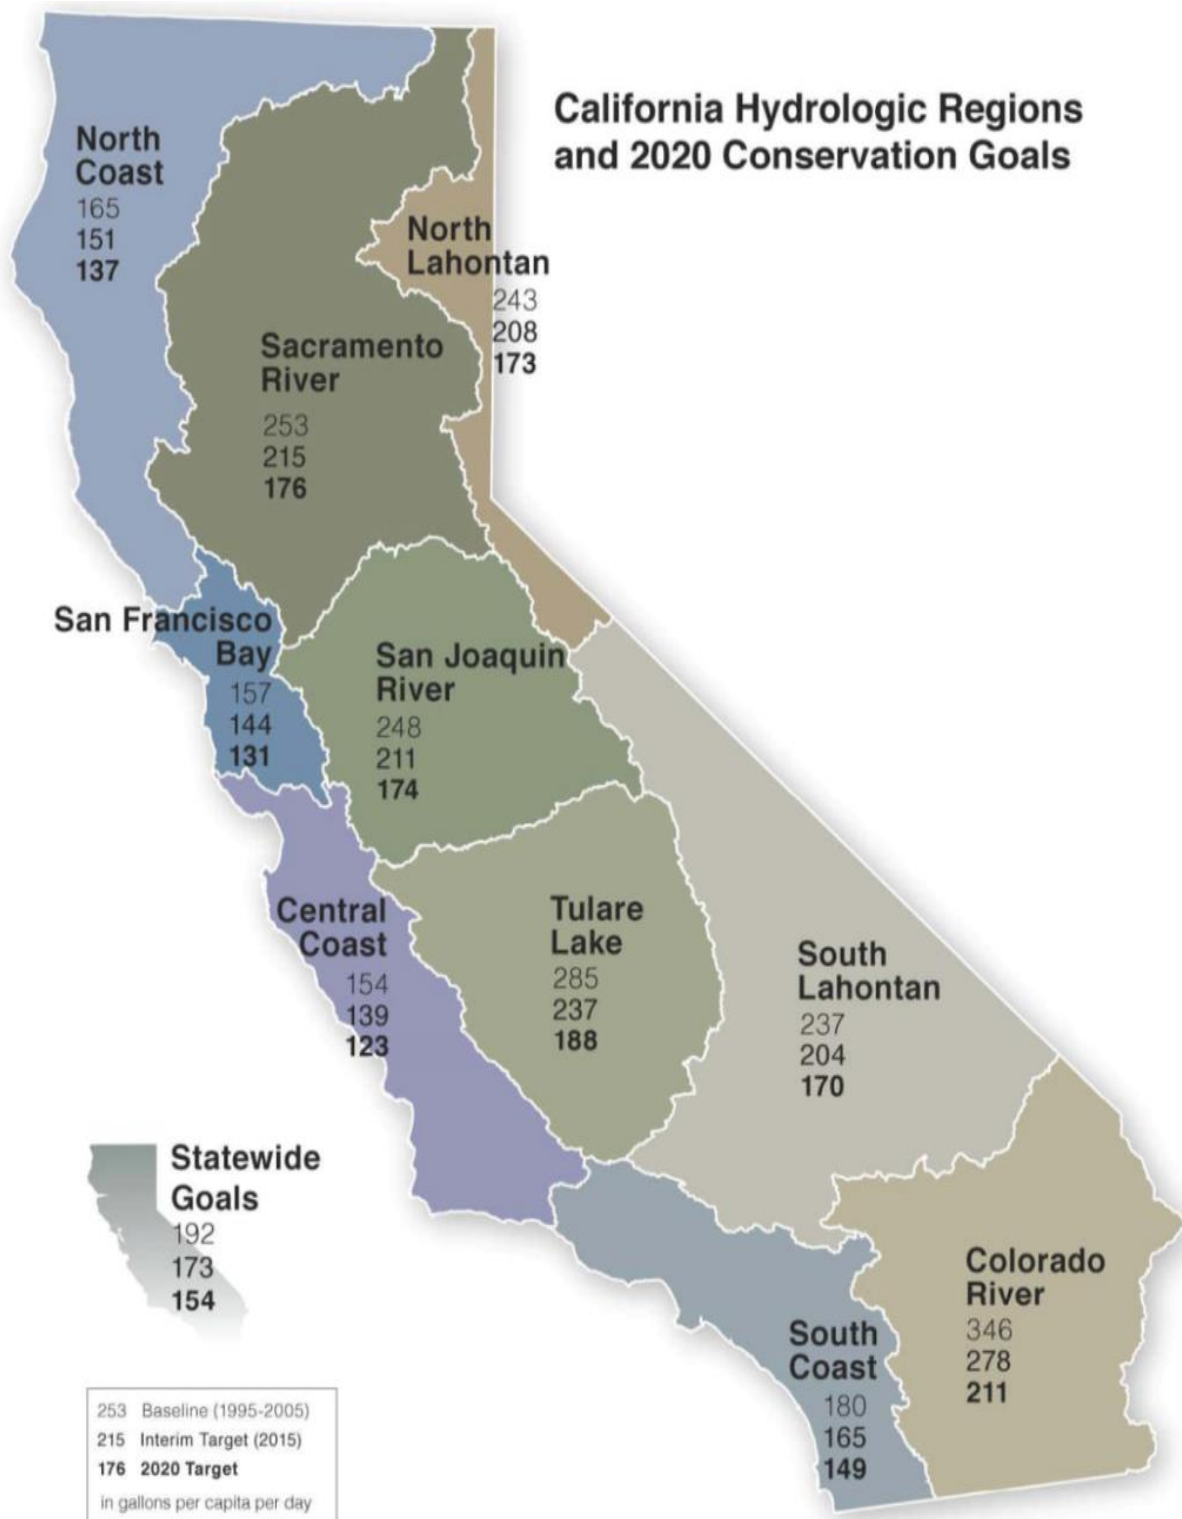 California Hydrologic Regions
and 2020 Conservation Goals
North
Coast
165
151
137
North
Lahontan
243
208
173
Sacramento
River
253
215
176
San Francisco
Bay
157
144
131
San Joaquin
River
248
211
174
Central
Coast
154
139
123
Tulare
Lake
285
237
188
South
Lahontan
237
204
170
Statewide
Goals
192
173
154
Colorado
River
346
278
211
South
Coast
180
165
149
253 Baseline (1995-2005)
215 Interim Target (2015)
176 2020 Target
in gallons per capita per day